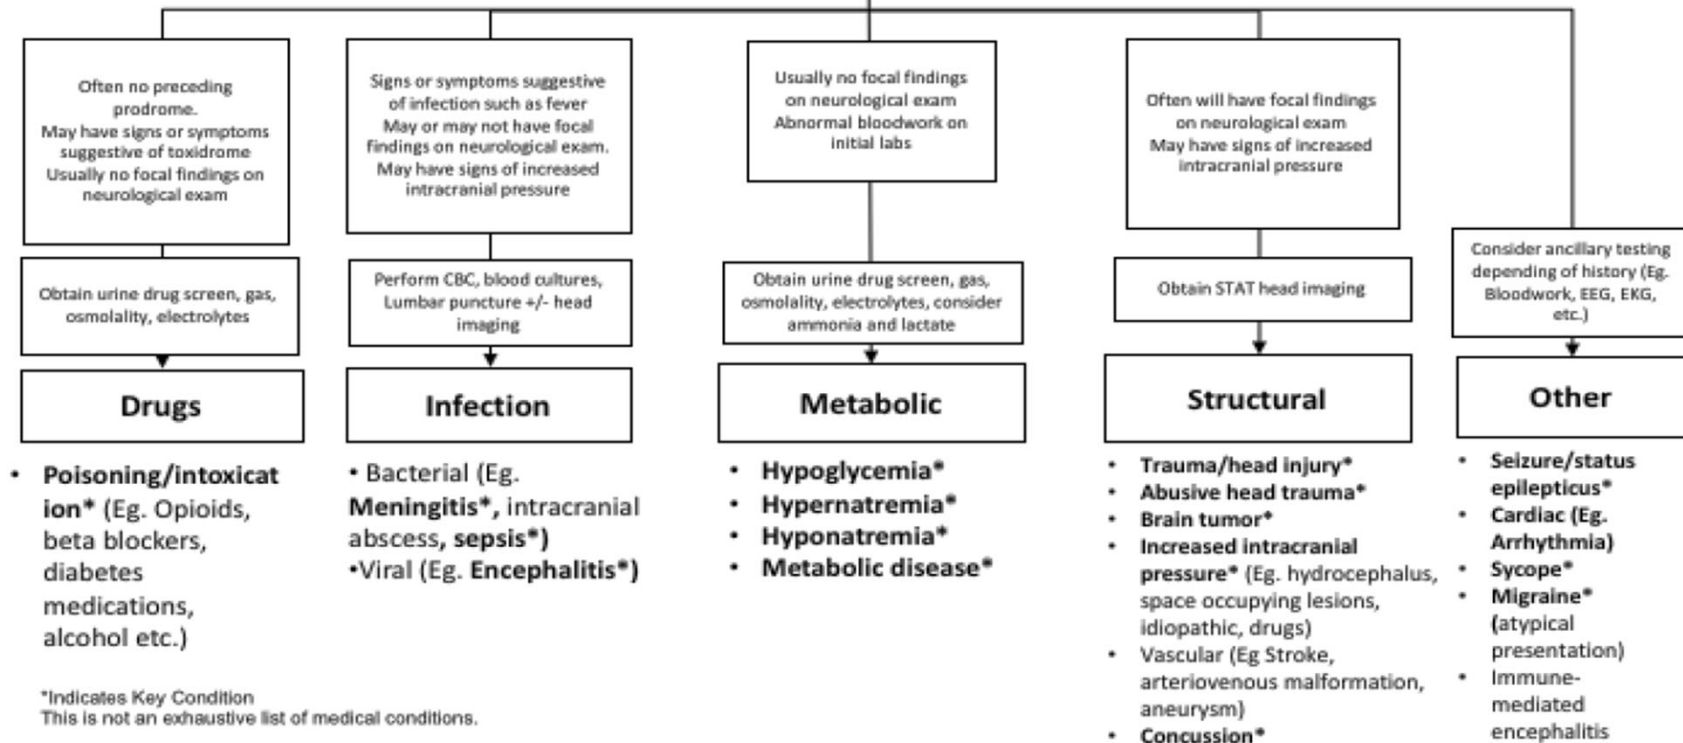 Often no preceding
prodrome.
May have signs or symptoms
suggestive of toxidrome
Usually no focal findings on
neurological exam
Obtain urine drug screen, gas,
osmolality, electrolytes
Drugs
• Poisoning/intoxicat
ion* (Eg. Opioids,
beta blockers,
diabetes
medications,
alcohol etc.)
Signs or symptoms suggestive
of infection such as fever
May or may not have focal
findings on neurological exam.
May have signs of increased
intracranial pressure
Perform CBC, blood cultures,
Lumbar puncture +/- head
imaging
Infection
• Bacterial (Eg.
Meningitis*, intracranial
abscess, sepsis*)
•Viral (Eg. Encephalitis*)
Usually no focal findings
on neurological exam
Abnormal bloodwork on
initial labs
Obtain urine drug screen, gas,
osmolality, electrolytes, consider
ammonia and lactate
Metabolic
• Hypoglycemia*
• Hypernatremia*
• Hyponatremia*
• Metabolic disease*
Often will have focal findings
on neurological exam
May have signs of increased
intracranial pressure
Obtain STAT head imaging
Structural
• Trauma/head injury*
• Abusive head trauma*
• Brain tumor*
• Increased intracranial
pressure* (Eg. hydrocephalus,
space occupying lesions,
idiopathic, drugs)
• Vascular (Eg Stroke,
arteriovenous malformation,
aneurysm)
• Concussion*
Consider ancillary testing
depending of history (Eg.
Bloodwork, EEG, EKG,
etc.)
Other
• Seizure/status
epilepticus*
• Cardiac (Eg.
Arrhythmia)
• Sycope*
• Migraine*
(atypical
presentation)
• Immune-
mediated
encephalitis
*Indicates Key Condition
This is not an exhaustive list of medical conditions.